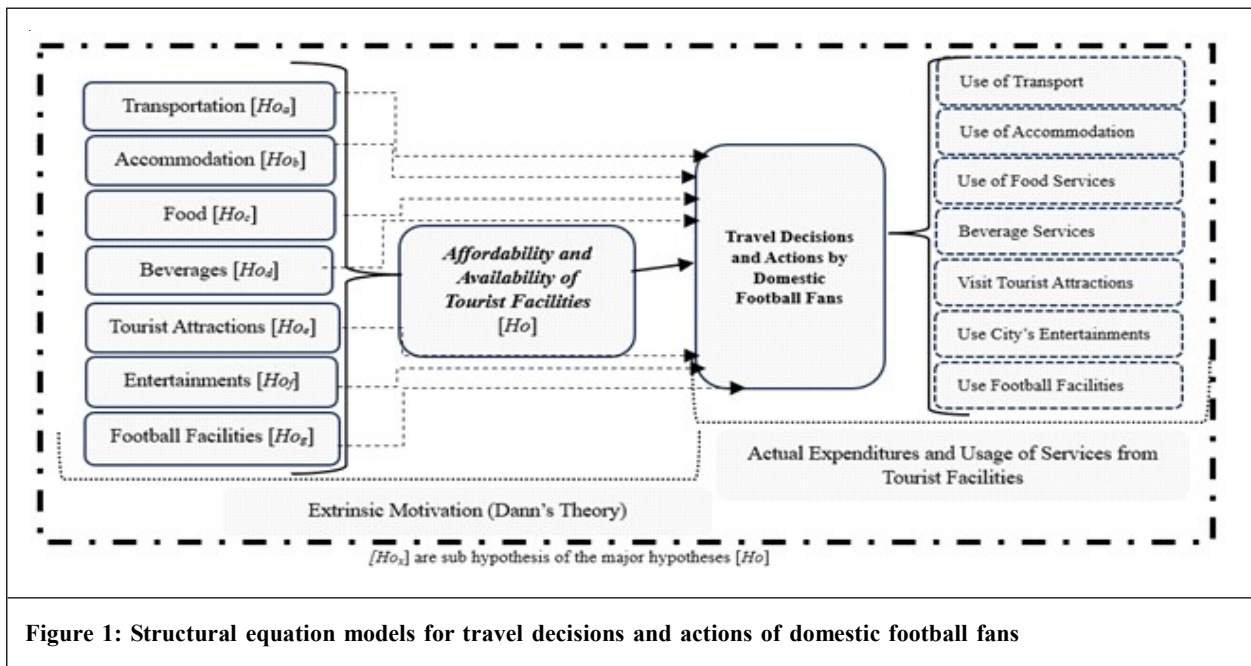 Transportation [Hoa]
Accommodation [Hob]
Food [Hoc]
Beverages [Hod]
Tourist Attractions [Hoe]
Entertainments [Hof]
Football Facilities [Hog]
Affordability and
Availability of
Tourist Facilities
[Ho]
Travel Decisions
and Actions by
Domestic
Football Fans
Use of Transport
Use of Accommodation
Use of Food Services
Beverage Services
Visit Tourist Attractions
Use City's Entertainments
Use Football Facilities
Actual Expenditures and Usage of Services from
Tourist Facilities
Extrinsic Motivation (Dann's Theory)
[Hox] are sub hypothesis of the major hypotheses [Ho]
Figure 1: Structural equation models for travel decisions and actions of domestic football fans